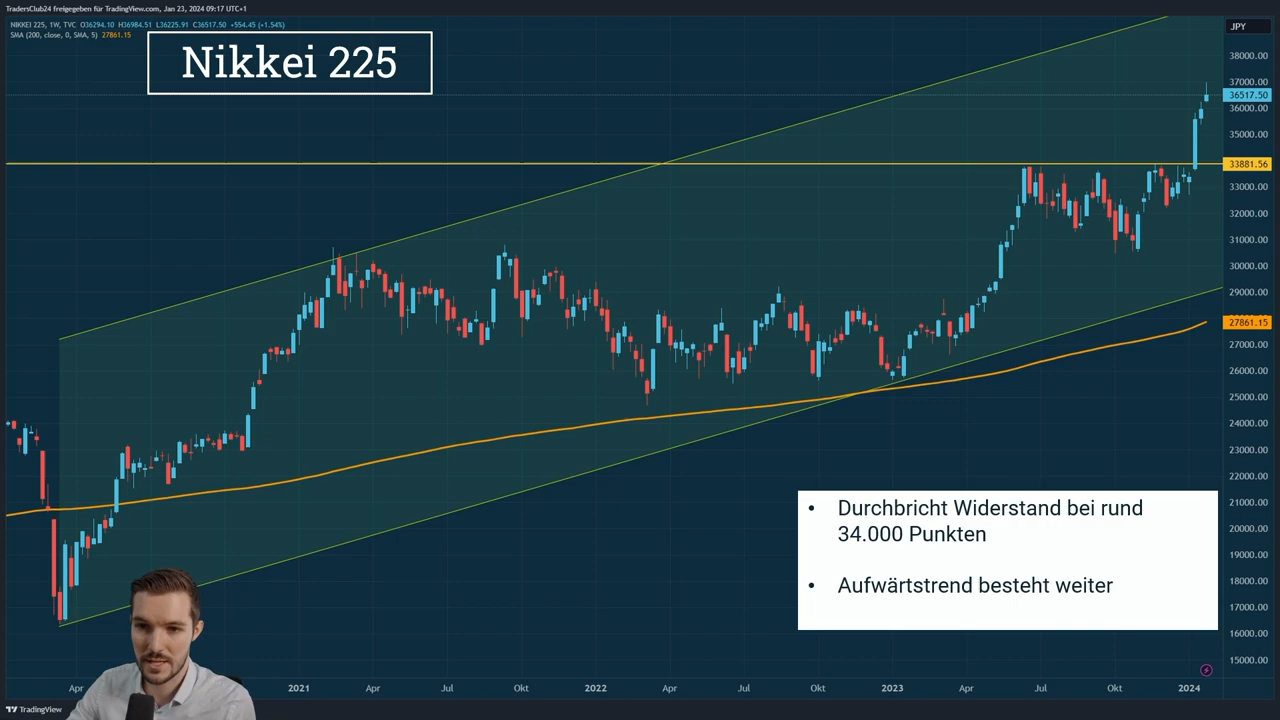 TradersClub24 freigegeben für TradingView.com, Jan 23, 2024 09:17 UTC+1
NIKKEI 225, 1W, TVC O36294.10 H36984.51 L36225.91 C36517.50 +554.45 (+1.54%)
SMA (200, close, 0, SMA, 5) 27861.15
Nikkei 225
JPY
38000.00
37000.00
36517.50
36000.00
35000.00
33881.56
33000.00
32000.00
31000.00
30000.00
29000.00
27861.15
27000.00
26000.00
25000.00
24000.00
23000.00
22000.00
21000.00
20000.00
19000.00
18000.00
17000.00
16000.00
15000.00
• Durchbricht Widerstand bei rund
34.000 Punkten
• Aufwärtstrend besteht weiter
Apr 2021 Apr Jul Okt 2022 Apr Jul Okt 2023 Apr Jul Okt 2024
TradingView